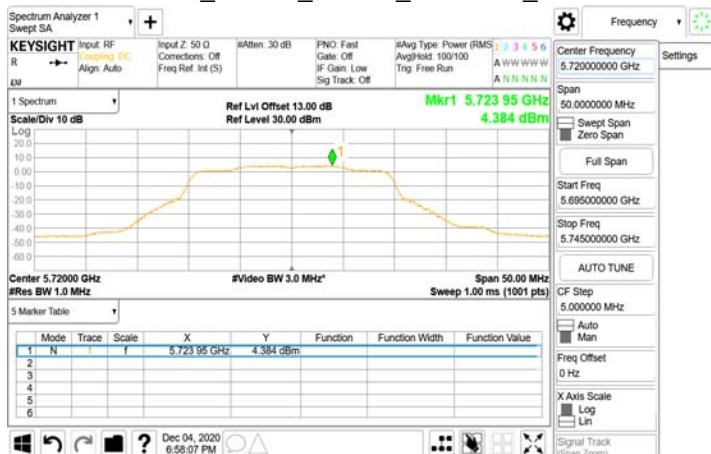 Spectrum Analyzer 1
Swept SA
Frequency
KEYSIGHT
R
Input: RF
Coupling: DC
Align: Auto
Input Z: 50 Ω
Corrections: Off
Freq Ref: Int (S)
#Atten: 30 dB
PNO: Fast
Gate: Off
IF Gain: Low
Sig Track: Off
#Avg Type: Power (RMS
Avg|Hold: 100/100
Trig: Free Run
1 2 3 4 5 6
A W W W W W
A N N N N N
Center Frequency
5.720000000 GHz
Settings
Span
50.0000000 MHz
Swept Span
Zero Span
Full Span
Start Freq
5.695000000 GHz
Stop Freq
5.745000000 GHz
AUTO TUNE
CF Step
5.000000 MHz
Auto
Man
Freq Offset
0 Hz
X Axis Scale
Log
Lin
Signal Track
(Span Zoom)
1 Spectrum
Scale/Div 10 dB
Ref Lvl Offset 13.00 dB
Ref Level 30.00 dBm
Mkr1 5.723 95 GHz
4.384 dBm
Log
20.0
10.0
0.00
-10.0
-20.0
-30.0
-40.0
-50.0
-60.0
1
Center 5.72000 GHz
#Video BW 3.0 MHz*
Span 50.00 MHz
#Res BW 1.0 MHz
Sweep 1.00 ms (1001 pts)
5 Marker Table
Mode Trace Scale X Y Function Function Width Function Value
1 N 1 f 5.723 95 GHz 4.384 dBm
2
3
4
5
6
?
Dec 04, 2020
6:58:07 PM